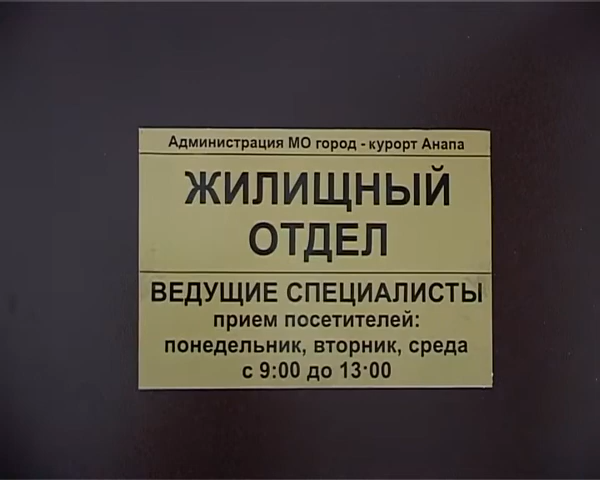 Администрация МО город - курорт Анапа
ЖИЛИЩНЫЙ
ОТДЕЛ
ВЕДУЩИЕ СПЕЦИАЛИСТЫ
прием посетителей:
понедельник, вторник, среда
с 9:00 до 13:00